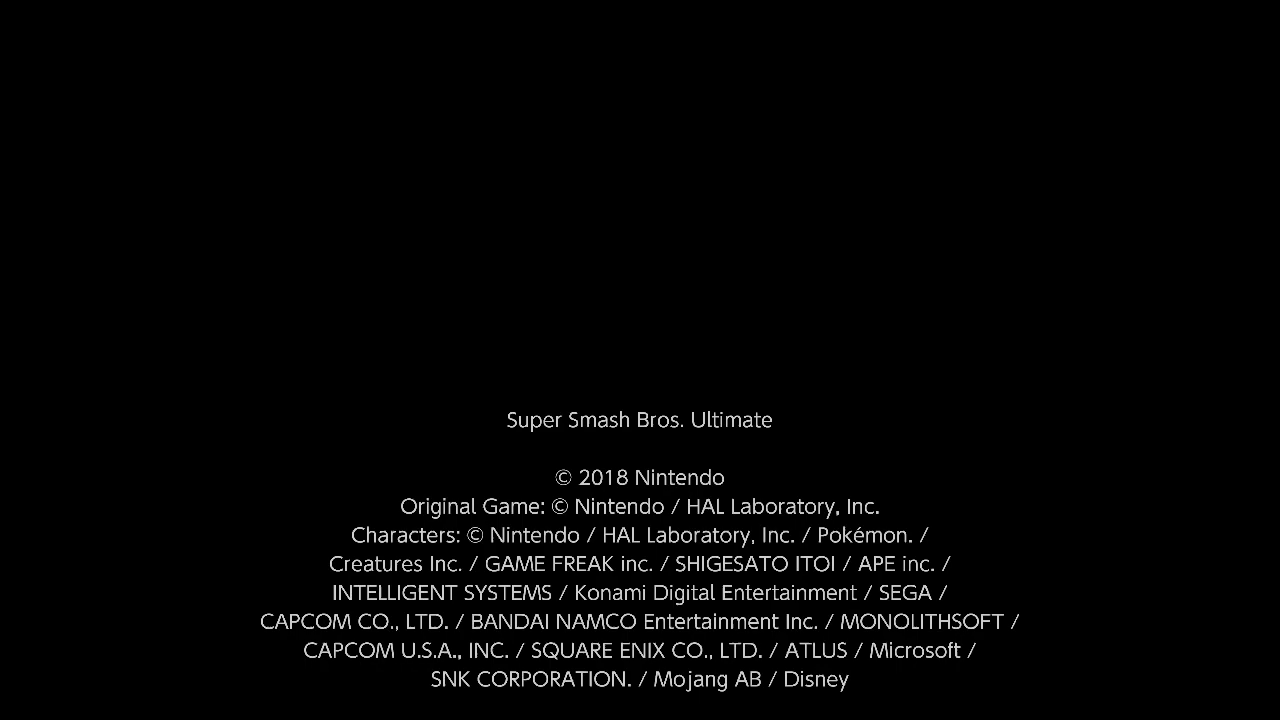 Super Smash Bros. Ultimate
© 2018 Nintendo
Original Game: © Nintendo / HAL Laboratory, Inc.
Characters: © Nintendo / HAL Laboratory, Inc. / Pokémon. /
Creatures Inc. / GAME FREAK inc. / SHIGESATO ITOI / APE inc. /
INTELLIGENT SYSTEMS / Konami Digital Entertainment / SEGA /
CAPCOM CO., LTD. / BANDAI NAMCO Entertainment Inc. / MONOLITHSOFT /
CAPCOM U.S.A., INC. / SQUARE ENIX CO., LTD. / ATLUS / Microsoft /
SNK CORPORATION. / Mojang AB / Disney